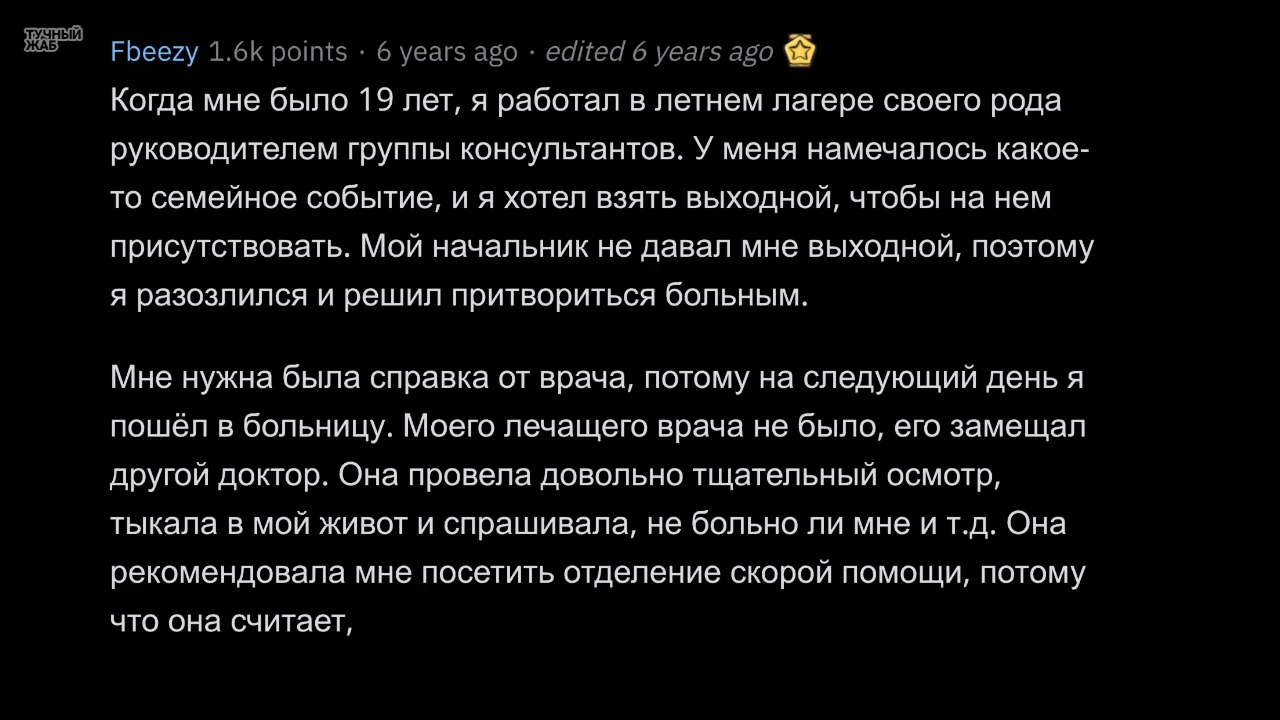 ТУЧНЫЙ
ЖАБ
Fbeezy 1.6k points · 6 years ago · edited 6 years ago
Когда мне было 19 лет, я работал в летнем лагере своего рода
руководителем группы консультантов. У меня намечалось какое-
то семейное событие, и я хотел взять выходной, чтобы на нем
присутствовать. Мой начальник не давал мне выходной, поэтому
я разозлился и решил притвориться больным.
Мне нужна была справка от врача, потому на следующий день я
пошёл в больницу. Моего лечащего врача не было, его замещал
другой доктор. Она провела довольно тщательный осмотр,
тыкала в мой живот и спрашивала, не больно ли мне и т.д. Она
рекомендовала мне посетить отделение скорой помощи, потому
что она считает,